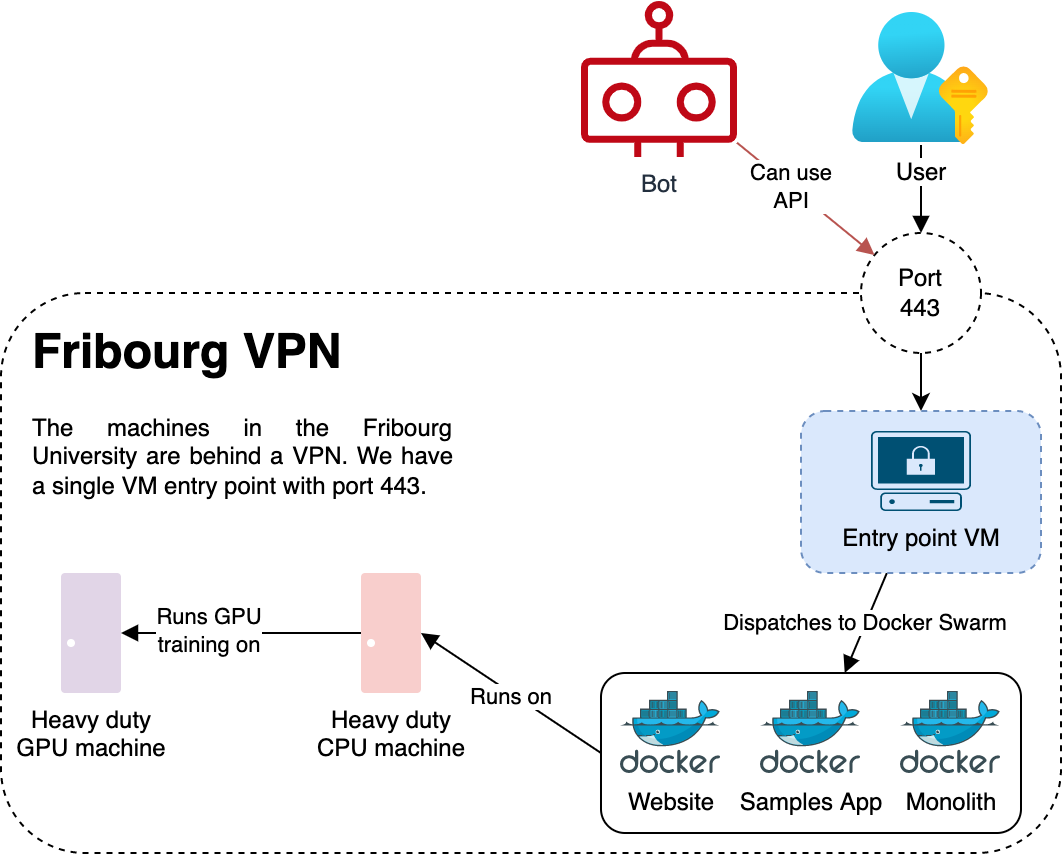 Bot
User
Can use
API
Port
443
Fribourg VPN
The machines in the Fribourg
University are behind a VPN. We have
a single VM entry point with port 443.
Entry point VM
Dispatches to Docker Swarm
Runs GPU
training on
Runs on
Heavy duty
GPU machine
Heavy duty
CPU machine
docker
docker
docker
Website
Samples App
Monolith